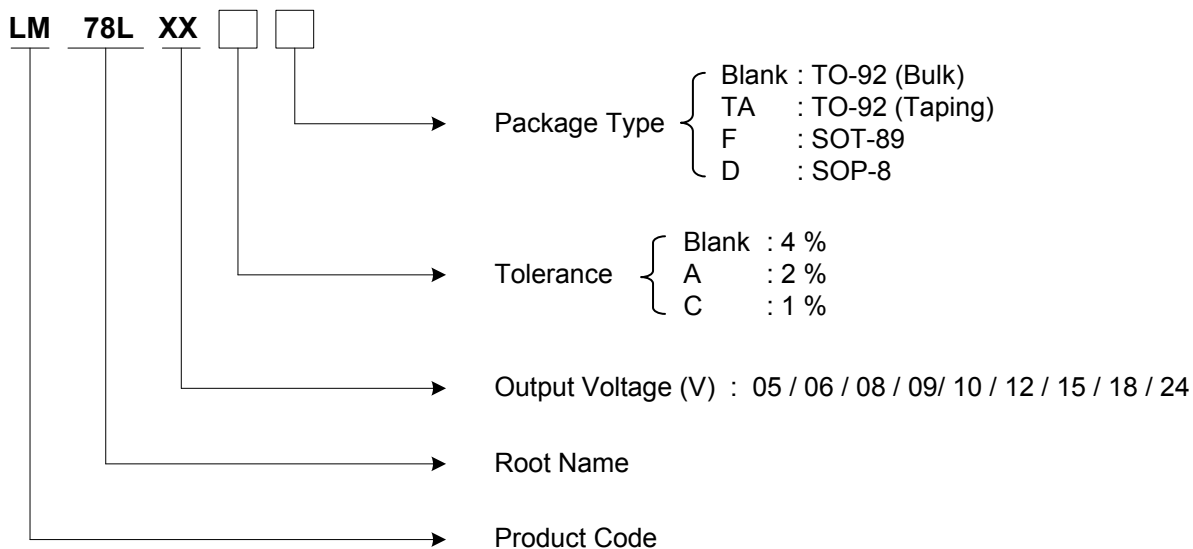 LM 78L XX
Package Type
Blank : TO-92 (Bulk)
TA : TO-92 (Taping)
F : SOT-89
D : SOP-8
Tolerance
Blank : 4 %
A : 2 %
C : 1 %
Output Voltage (V) : 05 / 06 / 08 / 09/ 10 / 12 / 15 / 18 / 24
Root Name
Product Code